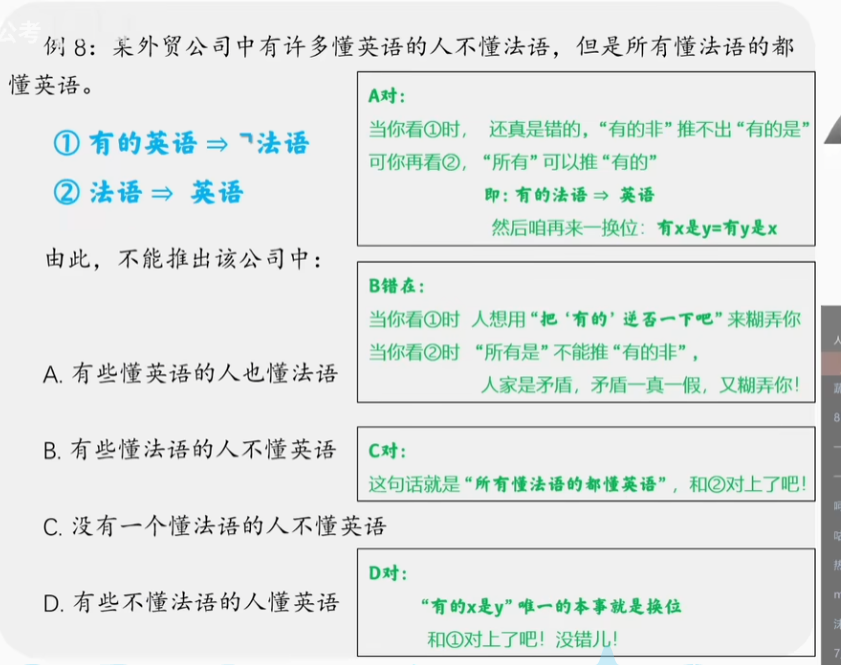 公考
例 8：某外贸公司中有许多懂英语的人不懂法语，但是所有懂法语的都
懂英语。
① 有的英语 ⇒ ¬法语
② 法语 ⇒ 英语
由此，不能推出该公司中：
A. 有些懂英语的人也懂法语
B. 有些懂法语的人不懂英语
C. 没有一个懂法语的人不懂英语
D. 有些不懂法语的人懂英语
A对：
当你看①时， 还真是错的，“有的非” 推不出 “有的是”
可你再看②，“所有” 可以推 “有的”
即：有的法语 ⇒ 英语
然后咱再来一换位：有x是y=有y是x
B错在：
当你看①时 人想用 “把 ‘有的’ 逆否一下吧” 来糊弄你
当你看②时 “所有是” 不能推 “有的非” ，
人家是矛盾，矛盾一真一假，又糊弄你！
C对：
这句话就是 “所有懂法语的都懂英语” ，和②对上了吧！
D对：
“有的x是y” 唯一的本事就是换位
和①对上了吧！没错儿！